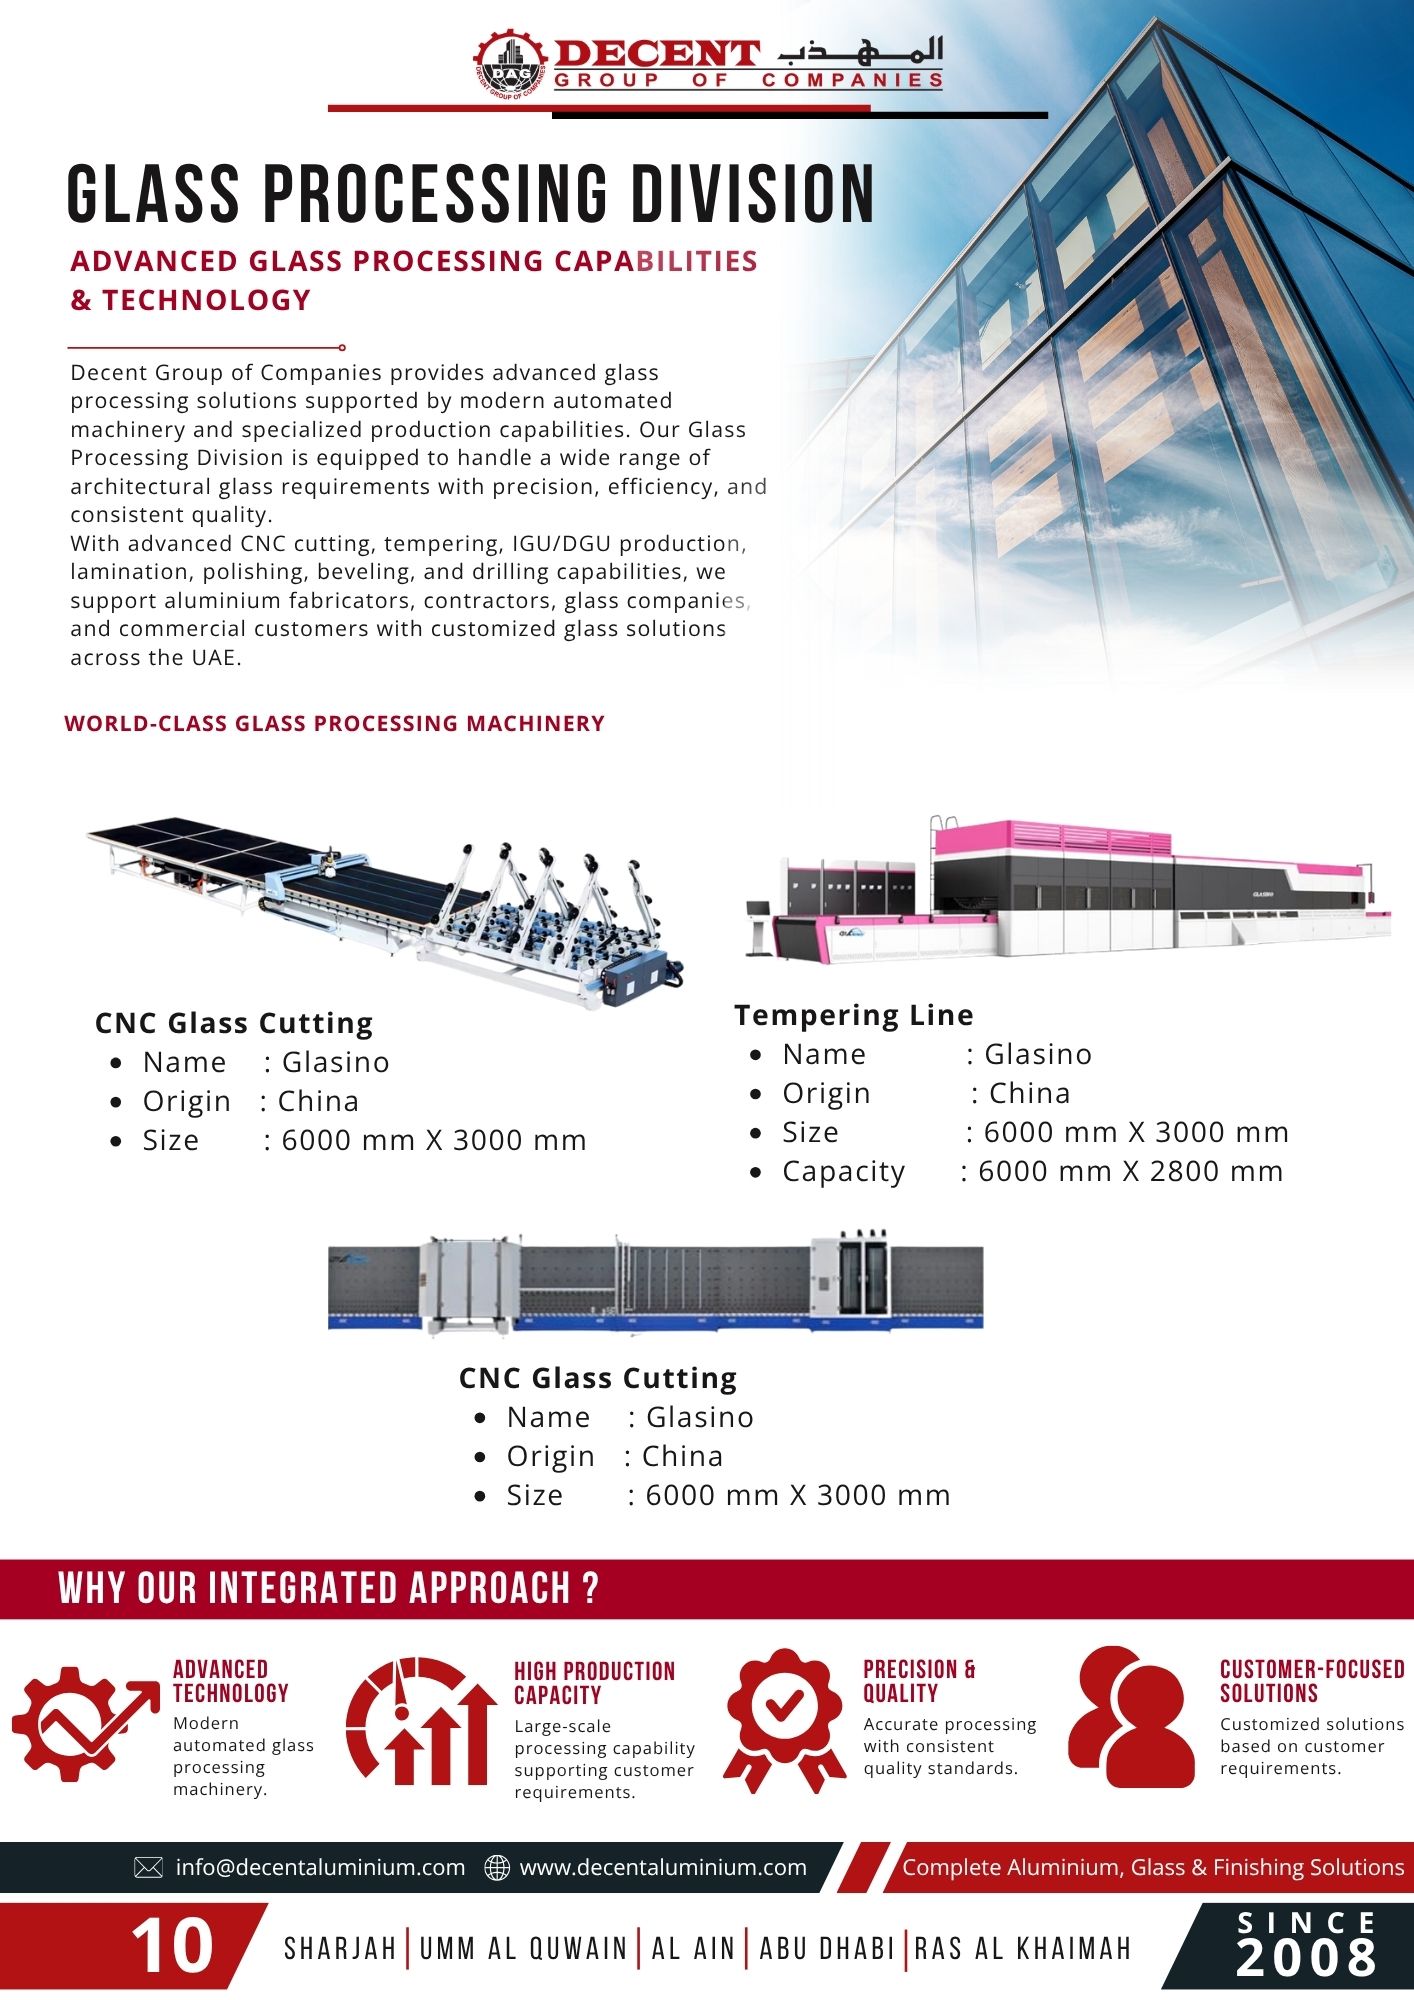 DECENT المهذب
GROUP OF COMPANIES
DAG
DECENT GROUP OF COMPANIES
GLASS PROCESSING DIVISION
ADVANCED GLASS PROCESSING CAPABILITIES
& TECHNOLOGY
Decent Group of Companies provides advanced glass
processing solutions supported by modern automated
machinery and specialized production capabilities. Our Glass
Processing Division is equipped to handle a wide range of
architectural glass requirements with precision, efficiency, and
consistent quality.
With advanced CNC cutting, tempering, IGU/DGU production,
lamination, polishing, beveling, and drilling capabilities, we
support aluminium fabricators, contractors, glass companies,
and commercial customers with customized glass solutions
across the UAE.
WORLD-CLASS GLASS PROCESSING MACHINERY
GLASINO
CNC Glass Cutting
• Name : Glasino
• Origin : China
• Size : 6000 mm X 3000 mm
Tempering Line
• Name : Glasino
• Origin : China
• Size : 6000 mm X 3000 mm
• Capacity : 6000 mm X 2800 mm
CNC Glass Cutting
• Name : Glasino
• Origin : China
• Size : 6000 mm X 3000 mm
WHY OUR INTEGRATED APPROACH ?
ADVANCED
TECHNOLOGY
Modern
automated glass
processing
machinery.
HIGH PRODUCTION
CAPACITY
Large-scale
processing capability
supporting customer
requirements.
PRECISION &
QUALITY
Accurate processing
with consistent
quality standards.
CUSTOMER-FOCUSED
SOLUTIONS
Customized solutions
based on customer
requirements.
info@decentaluminium.com www.decentaluminium.com Complete Aluminium, Glass & Finishing Solutions
10 SHARJAH | UMM AL QUWAIN | AL AIN | ABU DHABI | RAS AL KHAIMAH
SINCE
2008